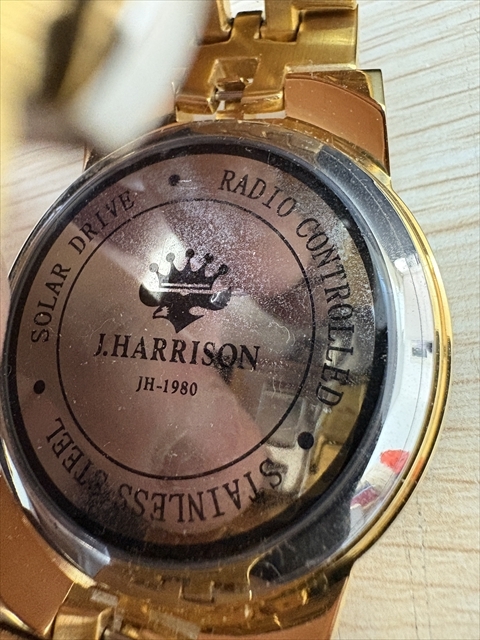 SOLAR DRIVE
RADIO CONTROLLED
STAINLESS STEEL
J.HARRISON
JH-1980